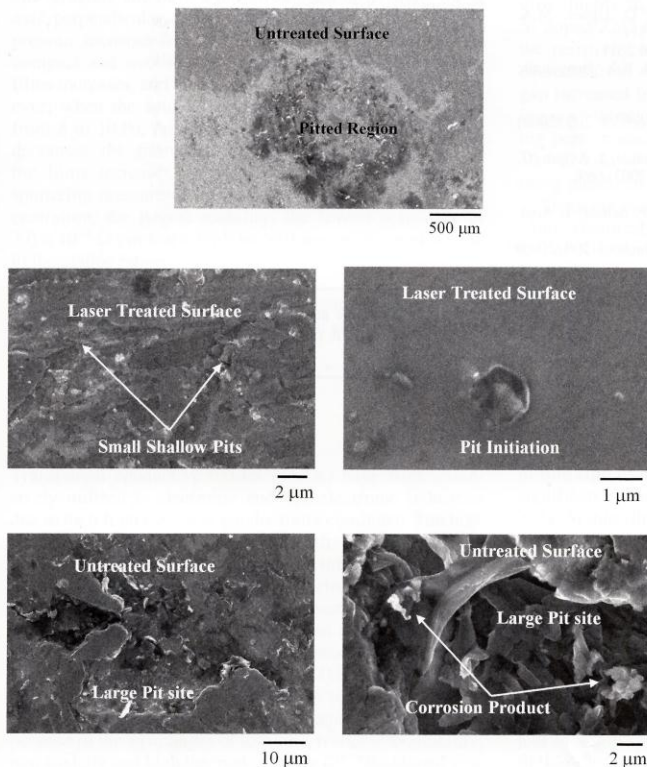 Untreated Surface
Pitted Region
500 μm
Laser Treated Surface
Small Shallow Pits
2 μm
Laser Treated Surface
Pit Initiation
1 μm
Untreated Surface
Large Pit site
10 μm
Untreated Surface
Large Pit site
Corrosion Product
2 μm